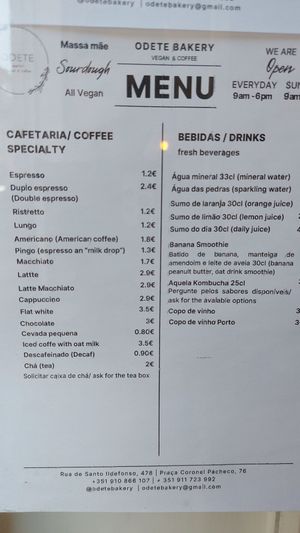 @odetebakery | odetebakery@gmail.com
ODETE
Massa mãe
Sourdough
All Vegan
ODETE BAKERY
VEGAN & COFFEE
MENU
WE ARE
Open
EVERYDAY SUN
9am-6pm 9am
CAFETARIA/ COFFEE
SPECIALTY
Espresso 1.2€
Duplo espresso 2.4€
(Double espresso)
Ristretto 1.2€
Lungo 1.2€
Americano (American coffee) 1.8€
Pingo (espresso an "milk drop") 1.3€
Macchiato 1.7€
Lattte 2.9€
Latte Macchiato 2.9€
Cappuccino 2.9€
Flat white 3.5€
Chocolate 3€
Cevada pequena 0.80€
Iced coffe with oat milk 3.5€
Descafeinado (Decaf) 0.90€
Chá (tea) 2€
Solicitar caixa de chá/ ask for the tea box
BEBIDAS / DRINKS
fresh beverages
Água mineral 33cl (mineral water)
Água das pedras (sparkling water)
Sumo de laranja 30cl (orange juice)
Sumo de limão 30cl (lemon juice)
Sumo do dia 30cl (daily juice)
Banana Smoothie
Batido de banana, manteiga de
amendoim e leite de aveia 30cl (banana
peanult butter, oat drink smoothie)
Aquela Kombucha 25cl
Pergunte pelos sabores disponíveis/
ask for the avalable options
Copo de vinho
Copo de vinho Porto
Rua de Santo Ildefonso, 478 | Praça Coronel Pacheco, 76
+351 910 866 107 | +351 911 723 992
@odetebakery | odetebakery@gmail.com